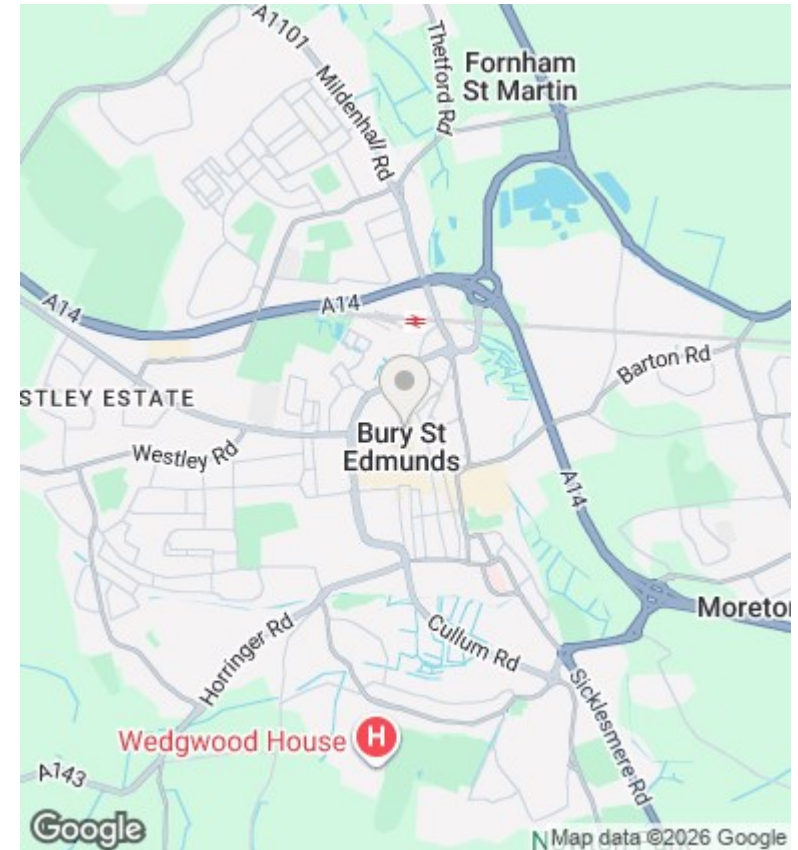 A1101
Mildenhall Rd
Thetford Rd
Fornham
St Martin
A14
A14
Barton Rd
STLEY ESTATE
Westley Rd
Bury St
Edmunds
A14
Moreton
Horringer Rd
Cullum Rd
Sicklesmere Rd
Wedgwood House
H
A143
Google
Map data ©2026 Google